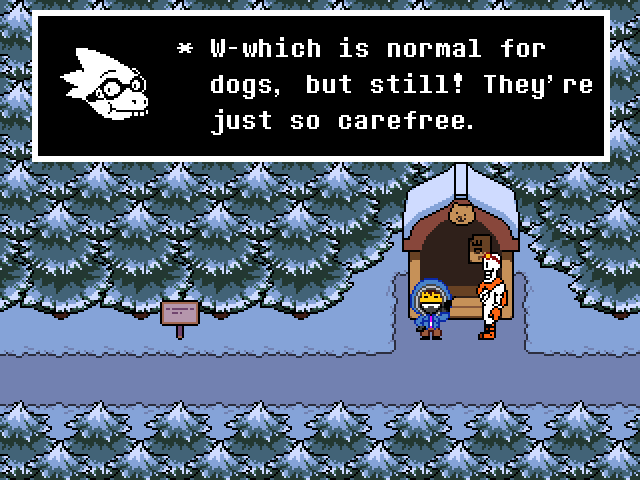 * W-which is normal for
dogs, but still! They're
just so carefree.